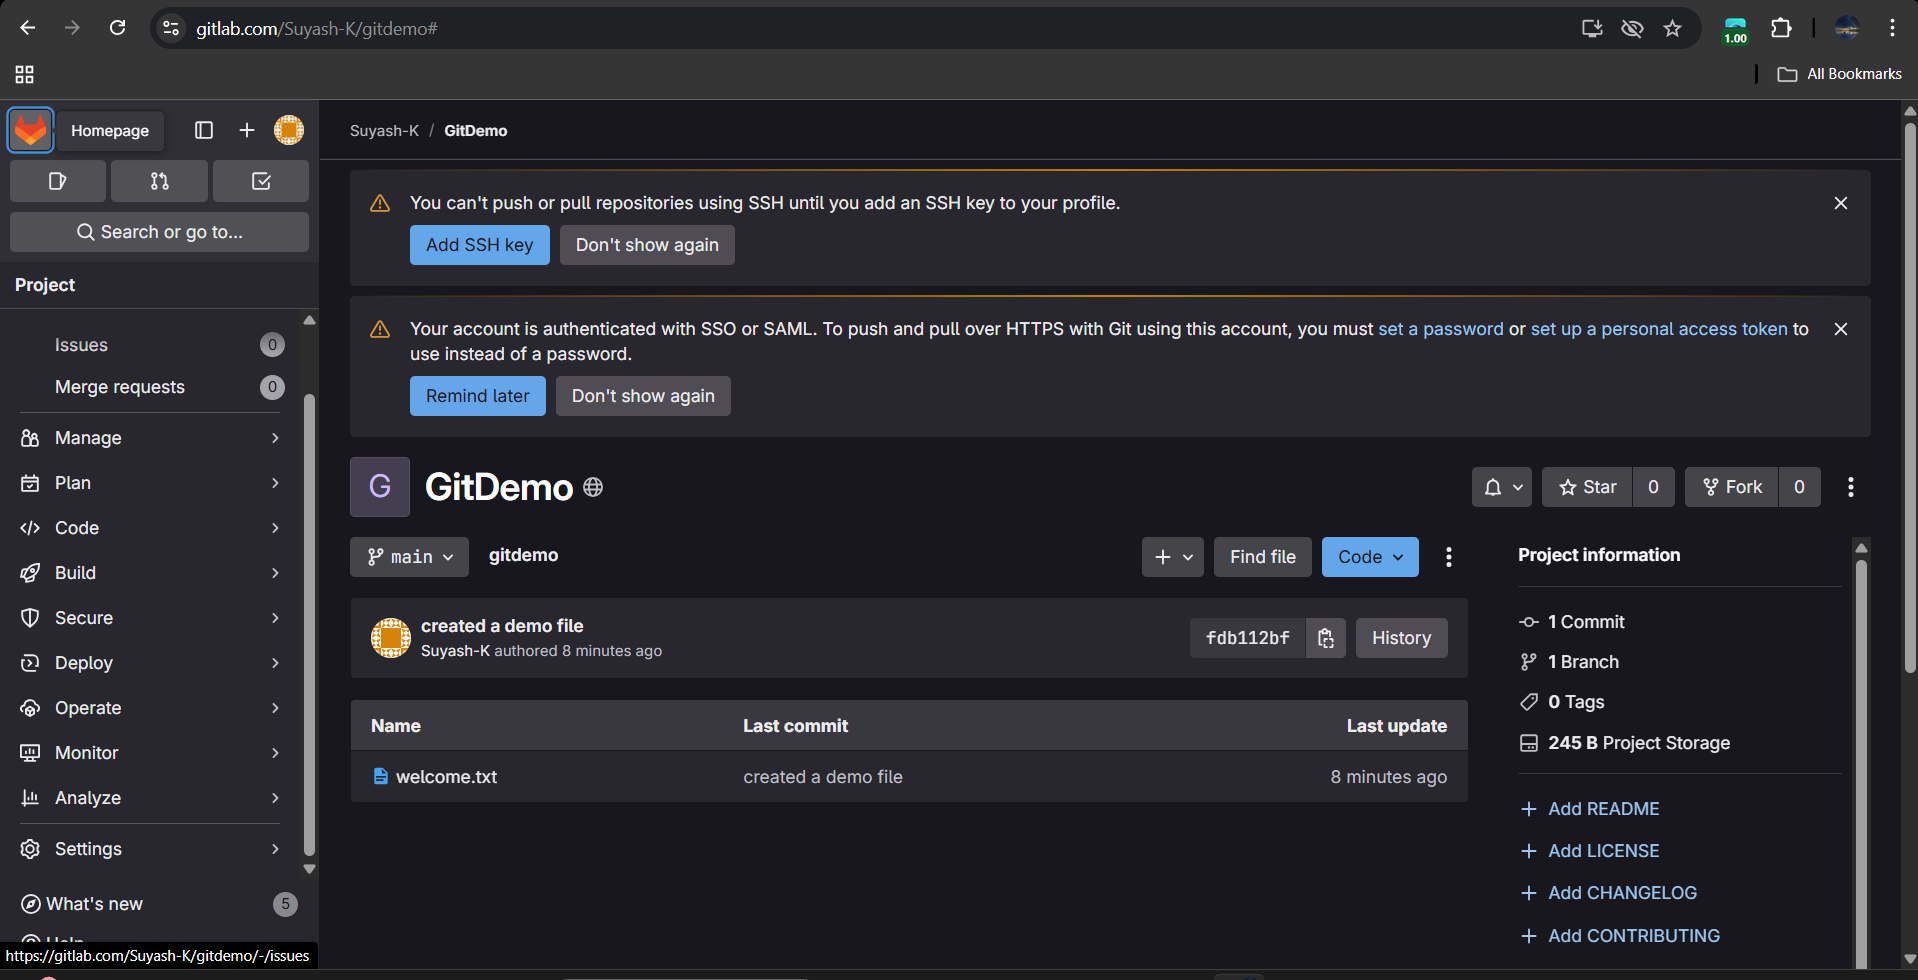 gitlab.com/Suyash-K/gitdemo#
1.00
All Bookmarks
Homepage
Suyash-K / GitDemo
Search or go to...
Project
Issues 0
Merge requests 0
Manage
Plan
Code
Build
Secure
Deploy
Operate
Monitor
Analyze
Settings
What's new 5
Help
https://gitlab.com/Suyash-K/gitdemo/-/issues
You can't push or pull repositories using SSH until you add an SSH key to your profile.
Add SSH key Don't show again
Your account is authenticated with SSO or SAML. To push and pull over HTTPS with Git using this account, you must set a password or set up a personal access token to
use instead of a password.
Remind later Don't show again
G GitDemo
Star 0 Fork 0
main gitdemo Find file Code
created a demo file
Suyash-K authored 8 minutes ago
fdb112bf History
Name Last commit Last update
welcome.txt created a demo file 8 minutes ago
Project information
1 Commit
1 Branch
0 Tags
245 B Project Storage
Add README
Add LICENSE
Add CHANGELOG
Add CONTRIBUTING